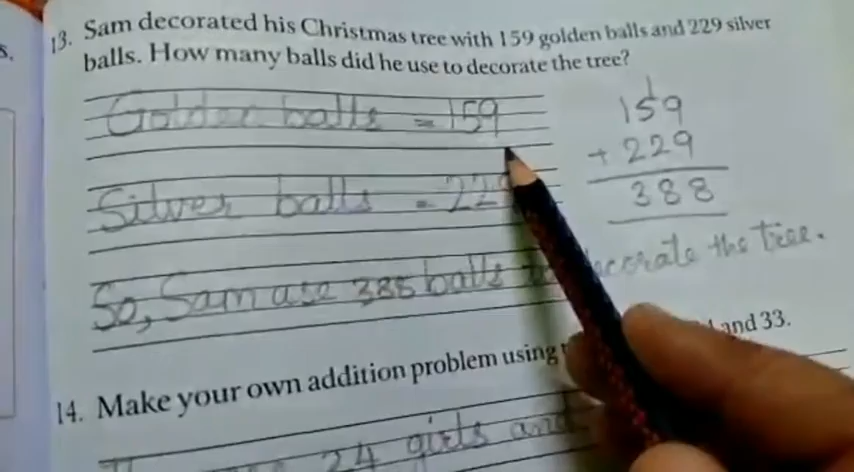 13. Sam decorated his Christmas tree with 159 golden balls and 229 silver
balls. How many balls did he use to decorate the tree?
Golden balls = 159
1
159
+ 229
388
Silver balls = 22
So, Sam use 388 balls decorate the tree.
14. Make your own addition problem using and 33.
24 girls and